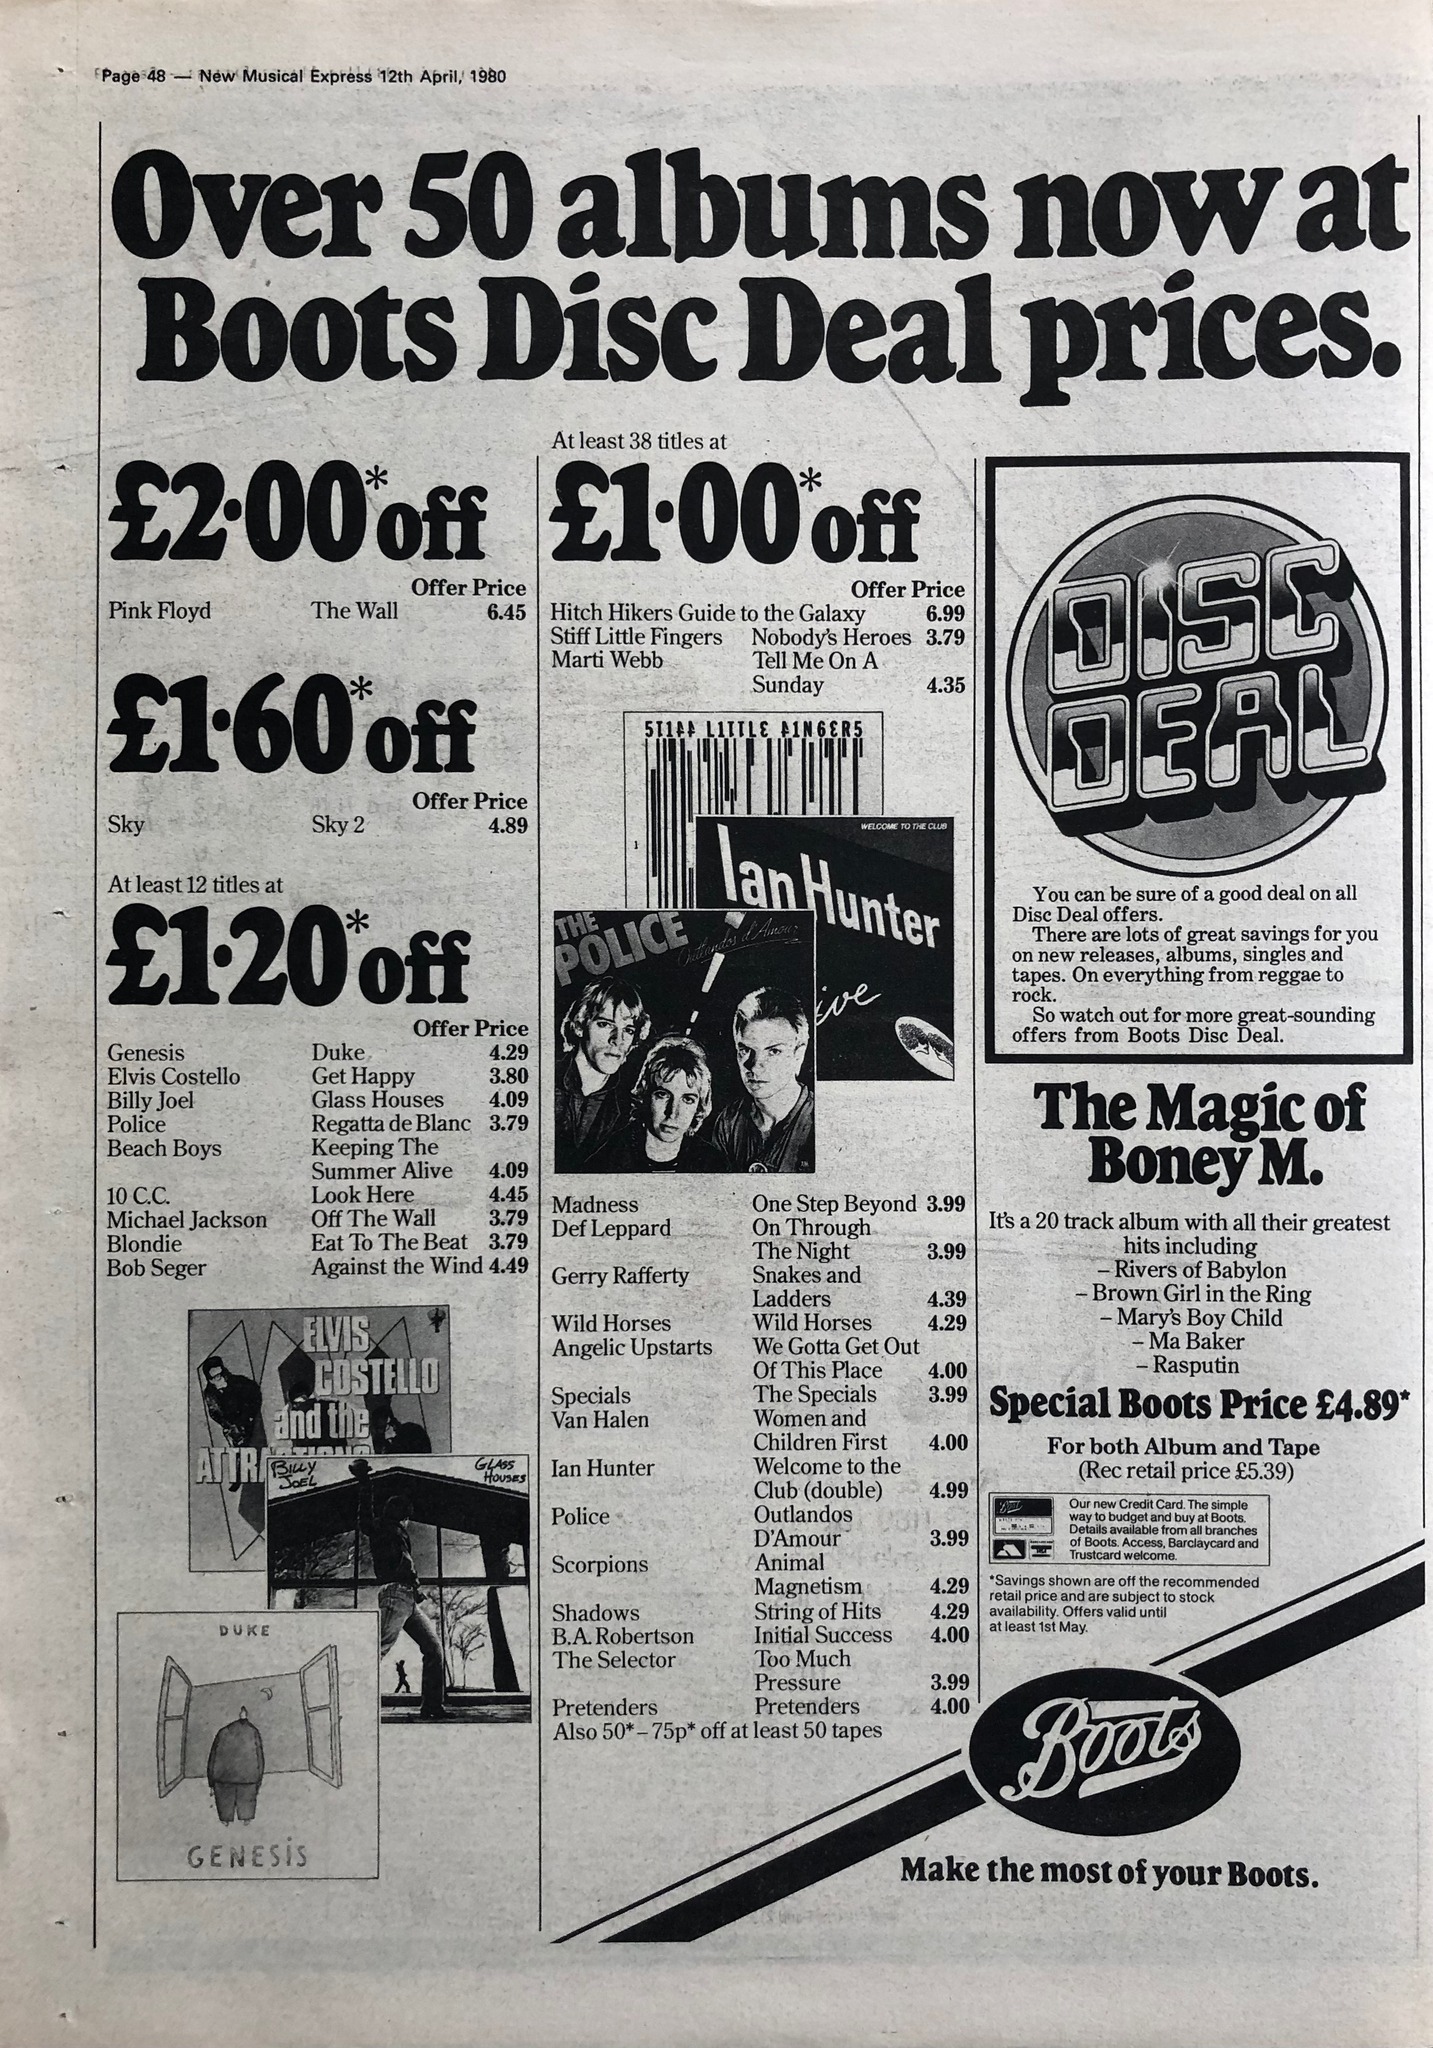 Page 48 — New Musical Express 12th April, 1980
Over 50 albums now at
Boots Disc Deal prices.
£2·00* off
Offer Price
Pink Floyd The Wall 6.45
£1·60* off
Offer Price
Sky Sky 2 4.89
At least 12 titles at
£1·20* off
Offer Price
Genesis Duke 4.29
Elvis Costello Get Happy 3.80
Billy Joel Glass Houses 4.09
Police Regatta de Blanc 3.79
Beach Boys Keeping The
Summer Alive 4.09
10 C.C. Look Here 4.45
Michael Jackson Off The Wall 3.79
Blondie Eat To The Beat 3.79
Bob Seger Against the Wind 4.49
ELVIS
COSTELLO
and the
BILLY
JOEL
GLASS
HOUSES
DUKE
GENESIS
At least 38 titles at
£1·00* off
Offer Price
Hitch Hikers Guide to the Galaxy 6.99
Stiff Little Fingers Nobody's Heroes 3.79
Marti Webb Tell Me On A
Sunday 4.35
STIFF LITTLE FINGERS
1
WELCOME TO THE CLUB
Ian Hunter
live
THE
POLICE
Outlandos d'Amour
Madness One Step Beyond 3.99
Def Leppard On Through
The Night 3.99
Gerry Rafferty Snakes and
Ladders 4.39
Wild Horses Wild Horses 4.29
Angelic Upstarts We Gotta Get Out
Of This Place 4.00
Specials The Specials 3.99
Van Halen Women and
Children First 4.00
Ian Hunter Welcome to the
Club (double) 4.99
Police Outlandos
D'Amour 3.99
Scorpions Animal
Magnetism 4.29
Shadows String of Hits 4.29
B.A. Robertson Initial Success 4.00
The Selector Too Much
Pressure 3.99
Pretenders Pretenders 4.00
Also 50* – 75p* off at least 50 tapes
DISC
DEAL
You can be sure of a good deal on all
Disc Deal offers.
There are lots of great savings for you
on new releases, albums, singles and
tapes. On everything from reggae to
rock.
So watch out for more great-sounding
offers from Boots Disc Deal.
The Magic of
Boney M.
It's a 20 track album with all their greatest
hits including
– Rivers of Babylon
– Brown Girl in the Ring
– Mary's Boy Child
– Ma Baker
– Rasputin
Special Boots Price £4.89*
For both Album and Tape
(Rec retail price £5.39)
Boots
Our new Credit Card. The simple
way to budget and buy at Boots.
Details available from all branches
of Boots. Access, Barclaycard and
Trustcard welcome.
*Savings shown are off the recommended
retail price and are subject to stock
availability. Offers valid until
at least 1st May.
Boots
Make the most of your Boots.